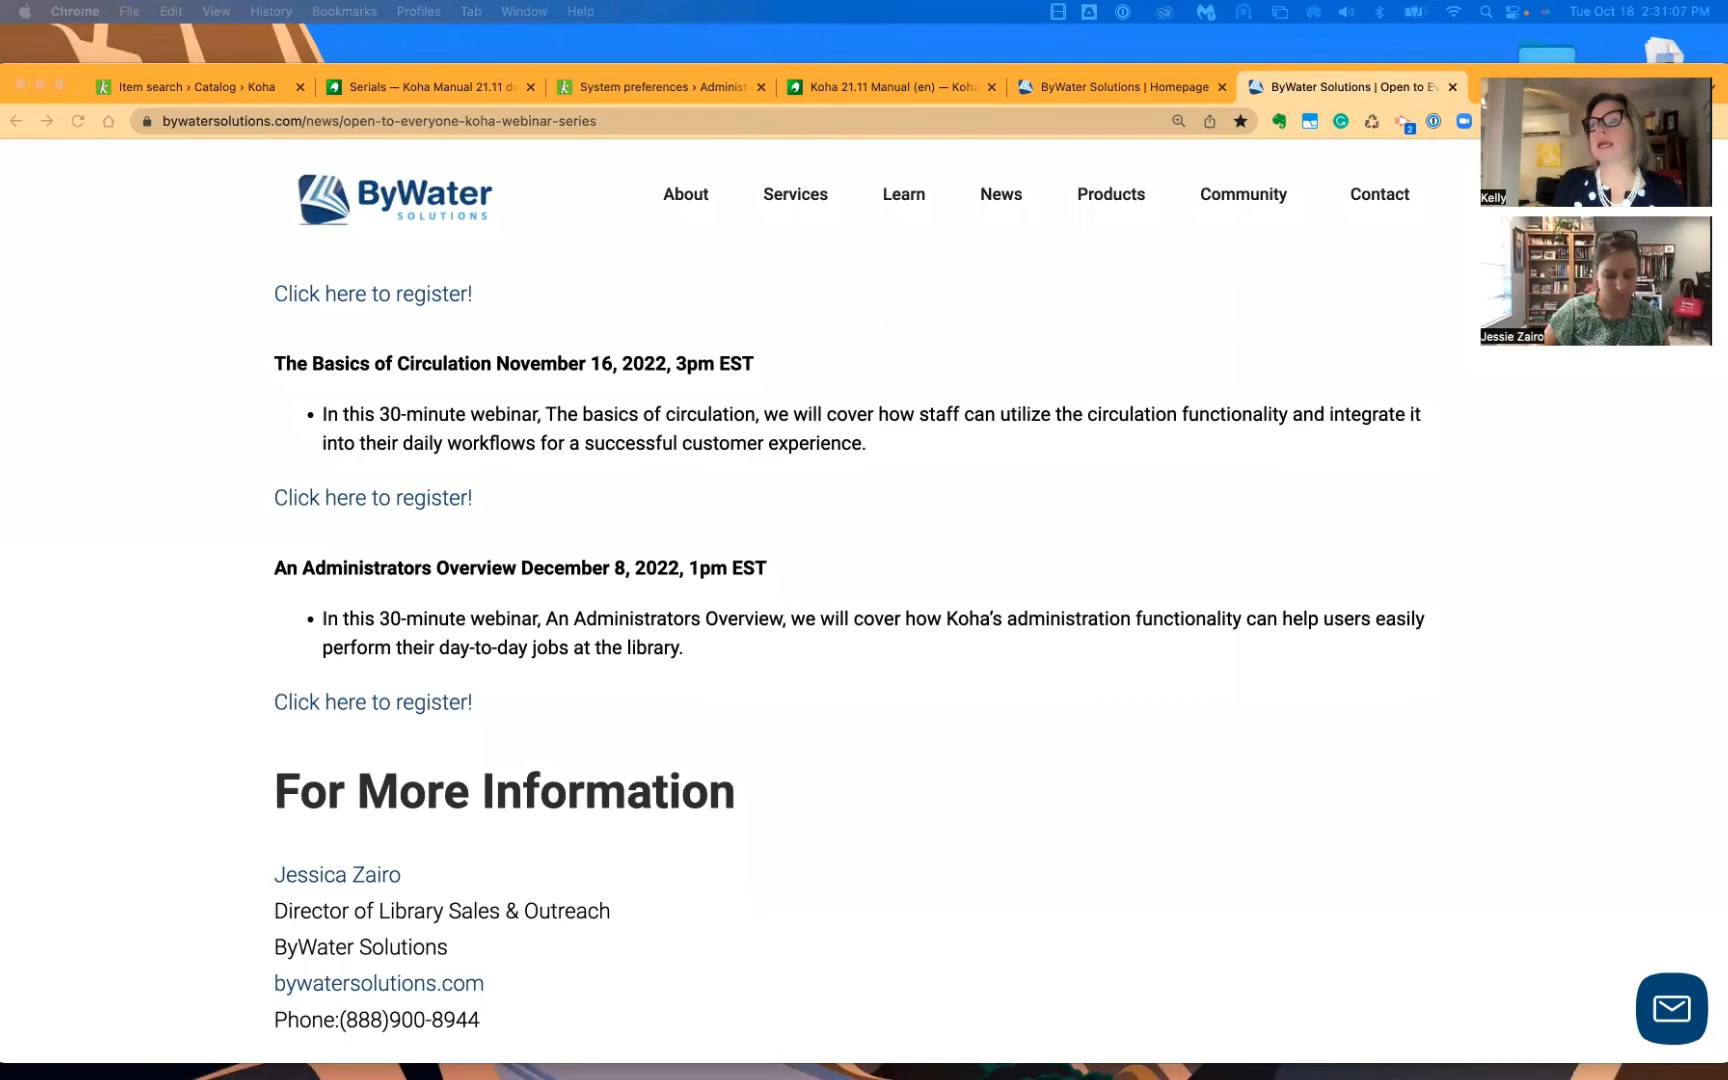 Chrome File Edit View History Bookmarks Profiles Tab Window Help
Tue Oct 18 2:31:07 PM
Item search › Catalog › Koha
Serials — Koha Manual 21.11 do
System preferences › Administ
Koha 21.11 Manual (en) — Koha
ByWater Solutions | Homepage
ByWater Solutions | Open to Ev
bywatersolutions.com/news/open-to-everyone-koha-webinar-series
2
ByWater
SOLUTIONS
About Services Learn News Products Community Contact
Kelly
Jessie Zairo
Click here to register!
The Basics of Circulation November 16, 2022, 3pm EST
• In this 30-minute webinar, The basics of circulation, we will cover how staff can utilize the circulation functionality and integrate it
into their daily workflows for a successful customer experience.
Click here to register!
An Administrators Overview December 8, 2022, 1pm EST
• In this 30-minute webinar, An Administrators Overview, we will cover how Koha’s administration functionality can help users easily
perform their day-to-day jobs at the library.
Click here to register!
For More Information
Jessica Zairo
Director of Library Sales & Outreach
ByWater Solutions
bywatersolutions.com
Phone:(888)900-8944